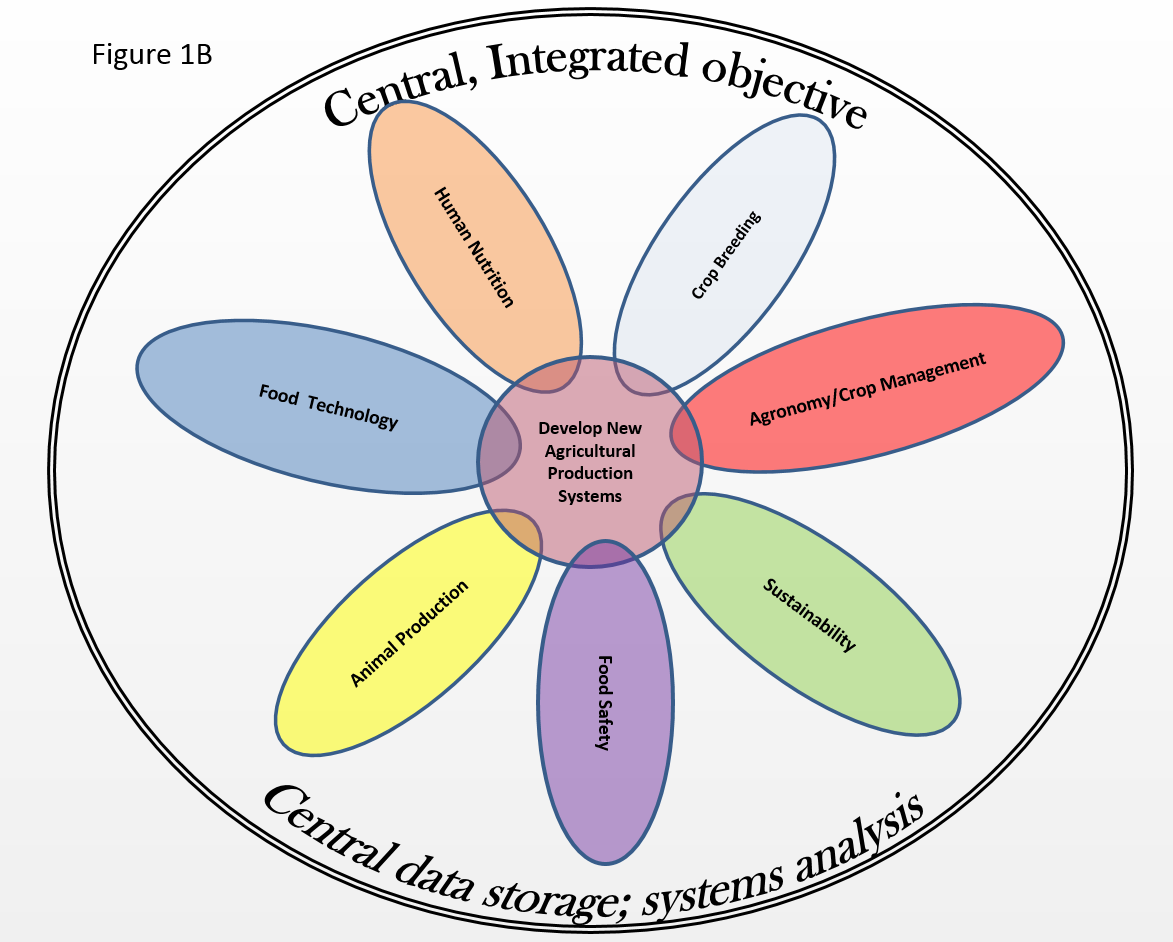 Figure 1B
Central, Integrated objective
Human Nutrition
Crop Breeding
Agronomy/Crop Management
Food Technology
Develop New
Agricultural
Production
Systems
Animal Production
Sustainability
Food Safety
Central data storage; systems analysis